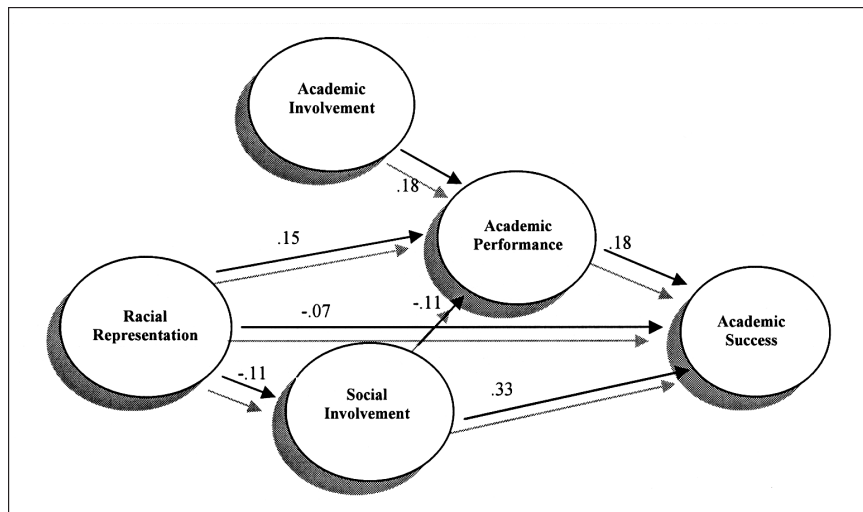 Academic
Involvement
.18
Academic
Performance
.15
.18
Racial
Representation
-.07
-.11
Academic
Success
-.11
Social
Involvement
.33